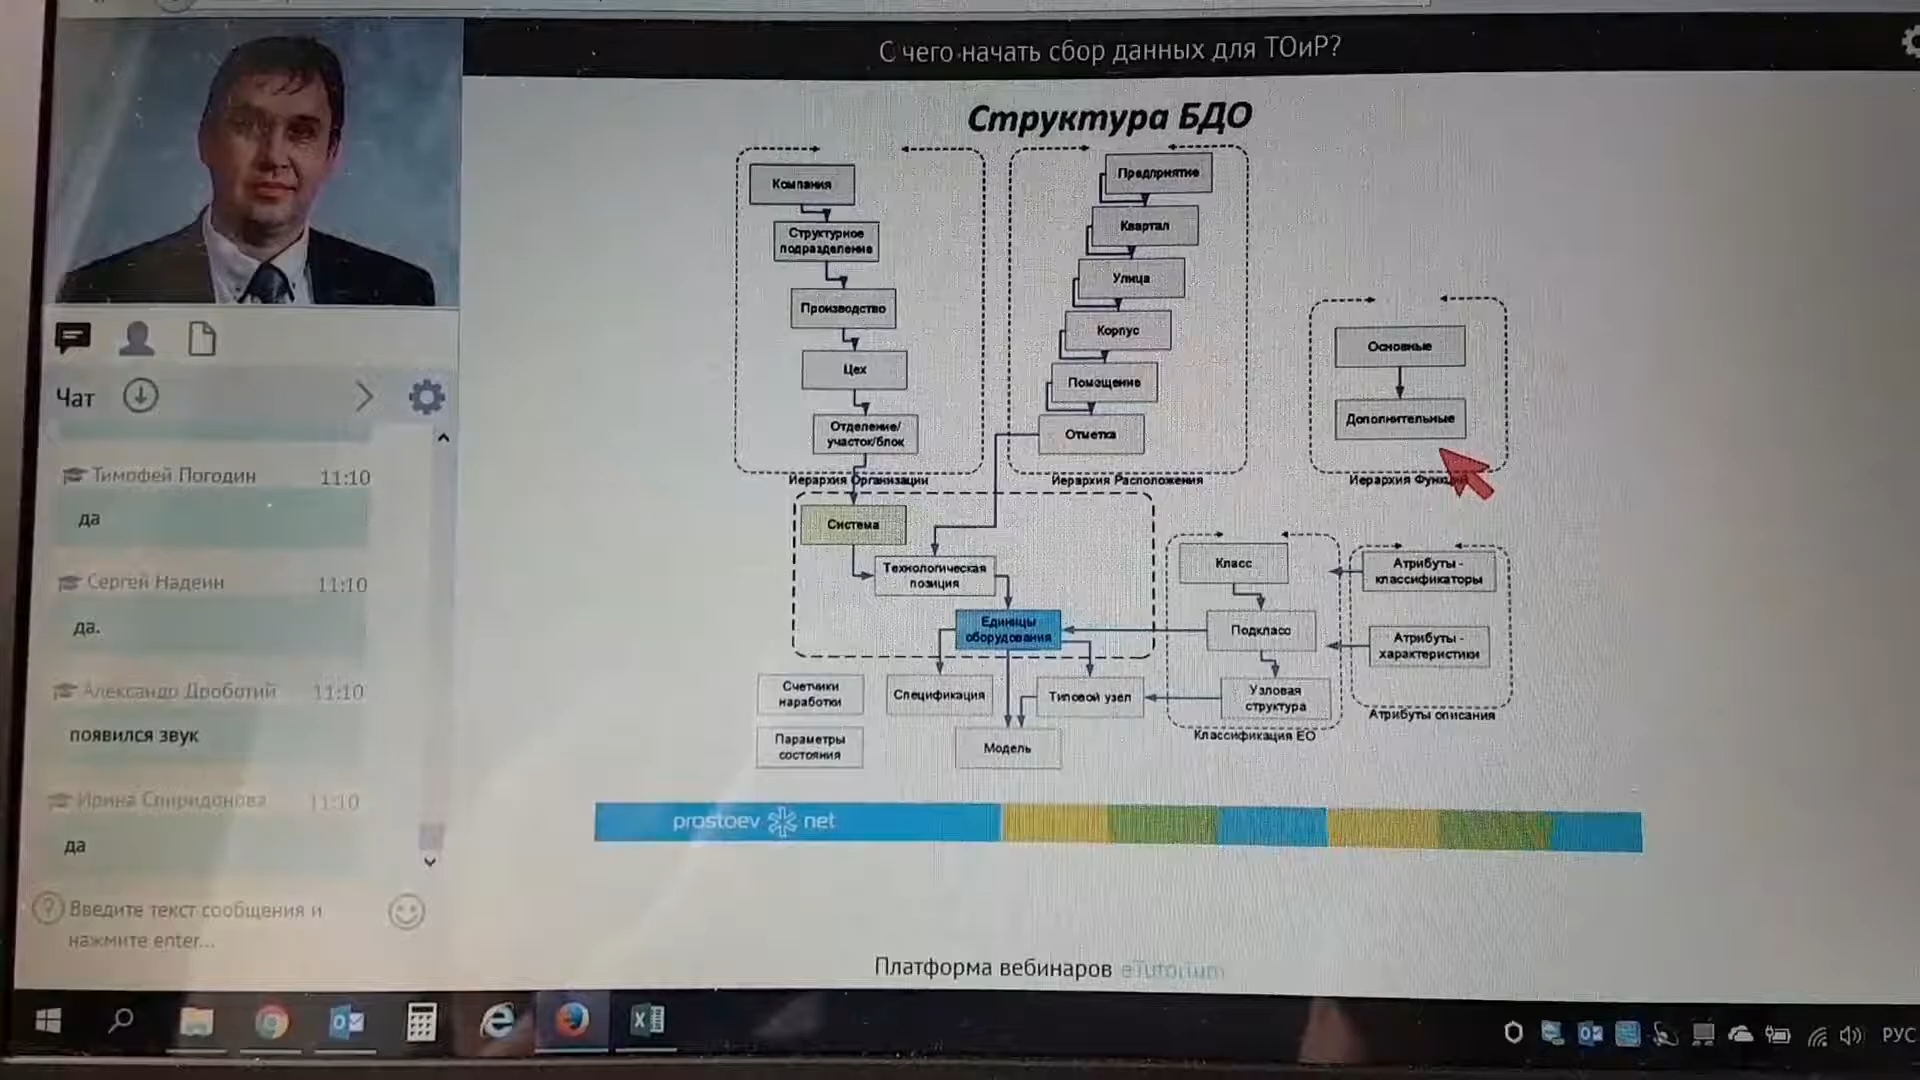 С чего начать сбор данных для ТОиР?
Структура БДО
Компания
Структурное
подразделение
Производство
Цех
Отделение/
участок/блок
Иерархия Организации
Предприятие
Квартал
Улица
Корпус
Помещение
Отметка
Иерархия Расположения
Основные
Дополнительные
Иерархия
Система
Технологическая
позиция
Единицы
оборудования
Счетчики
наработки
Параметры
состояния
Спецификация
Типовой узел
Модель
Класс
Подкласс
Узловая
структура
Классификация ЕО
Атрибуты -
классификаторы
Атрибуты -
характеристики
Атрибуты описания
prostoev net
Платформа вебинаров eTutorium
Чат
Тимофей Погодин 11:10
да
Сергей Надеин 11:10
да.
Александр Дроботий 11:10
появился звук
Ирина Спиридонова 11:10
да
Введите текст сообщения и
нажмите enter...
РУС